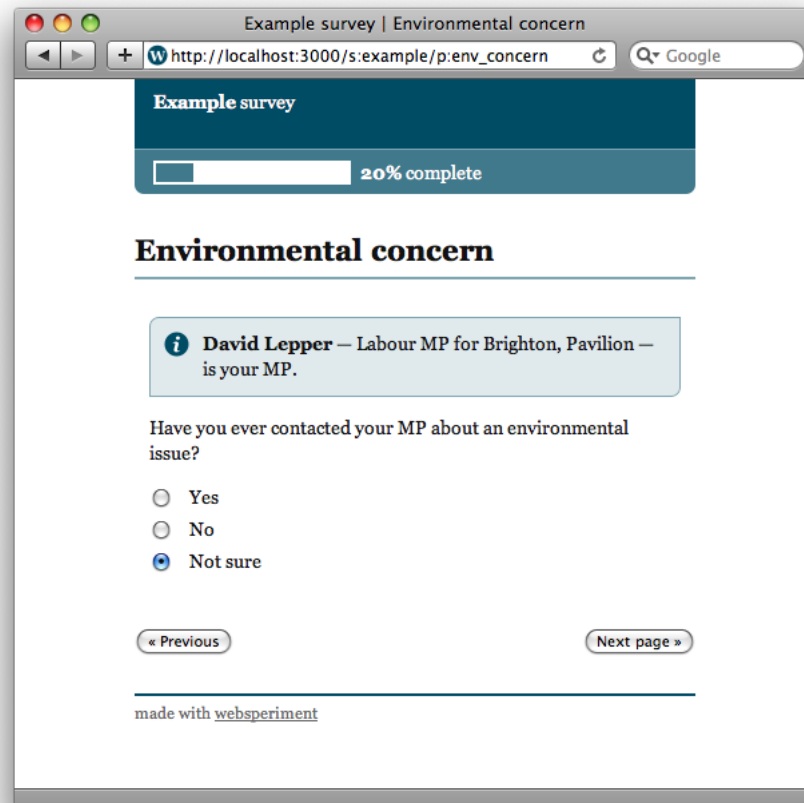 Example survey | Environmental concern
+ W http://localhost:3000/s:example/p:env_concern Google
Example survey
20% complete
Environmental concern
i David Lepper — Labour MP for Brighton, Pavilion —
is your MP.
Have you ever contacted your MP about an environmental
issue?
Yes
No
Not sure
« Previous Next page »
made with websperiment